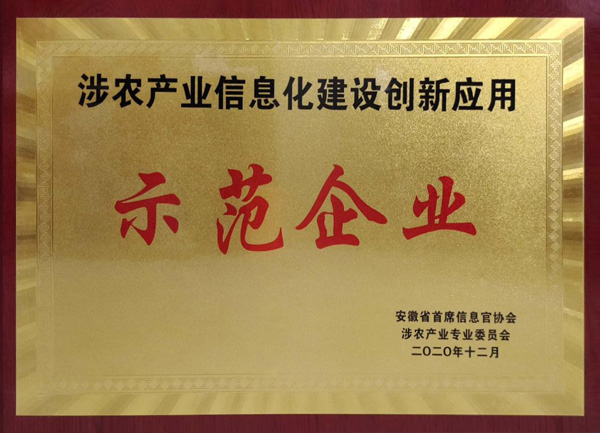 涉农产业信息化建设创新应用
示范企业
安徽省首席信息官协会
涉农产业专业委员会
二〇二〇年十二月